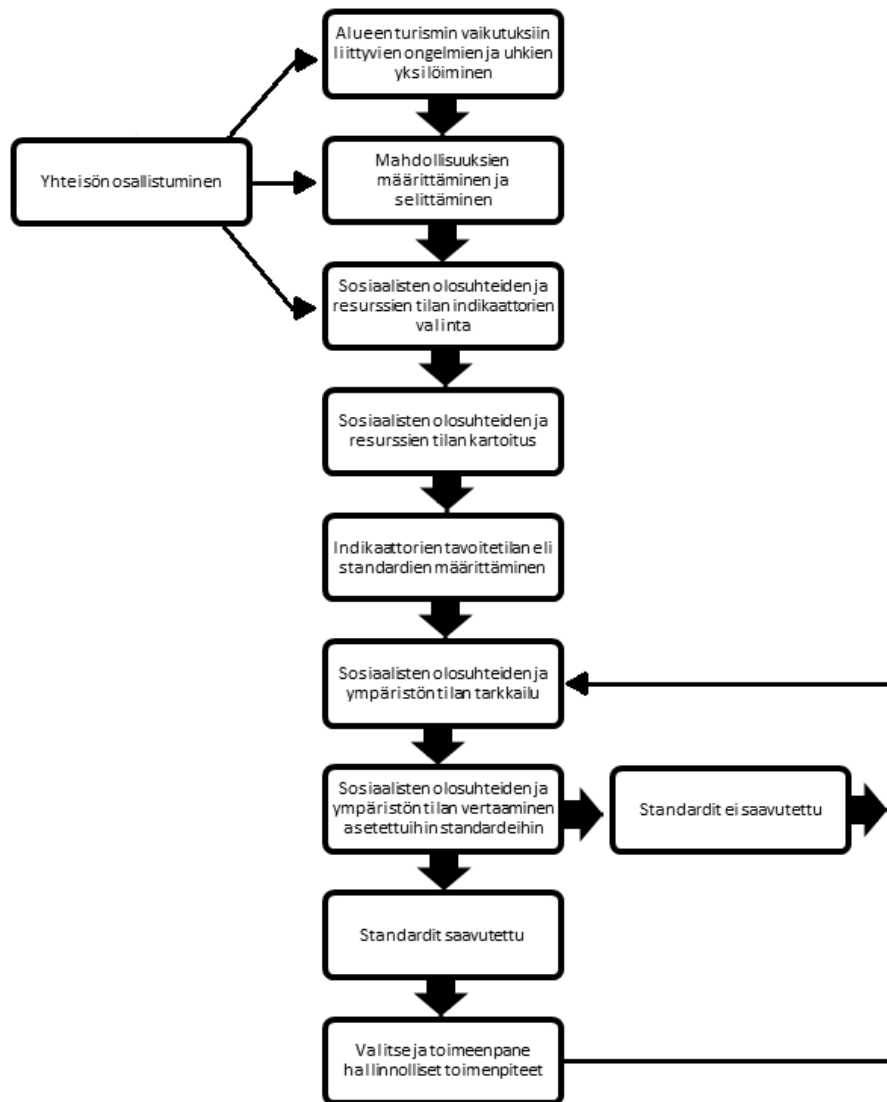 Alueen turismin vaikutuksiin
liittyvien ongelmien ja uhkien
yksilöiminen
Yhteisön osallistuminen
Mahdollisuuksien
määrittäminen ja
selittäminen
Sosiaalisten olosuhteiden ja
resurssien tilan indikaattorien
valinta
Sosiaalisten olosuhteiden ja
resurssien tilan kartoitus
Indikaattorien tavoitetilan eli
standardien määrittäminen
Sosiaalisten olosuhteiden ja
ympäristön tilan tarkkailu
Sosiaalisten olosuhteiden ja
ympäristön tilan vertaaminen
asetettuihin standardeihin
Standardit ei saavutettu
Standardit saavutettu
Valitse ja toimeenpane
hallinnolliset toimenpiteet